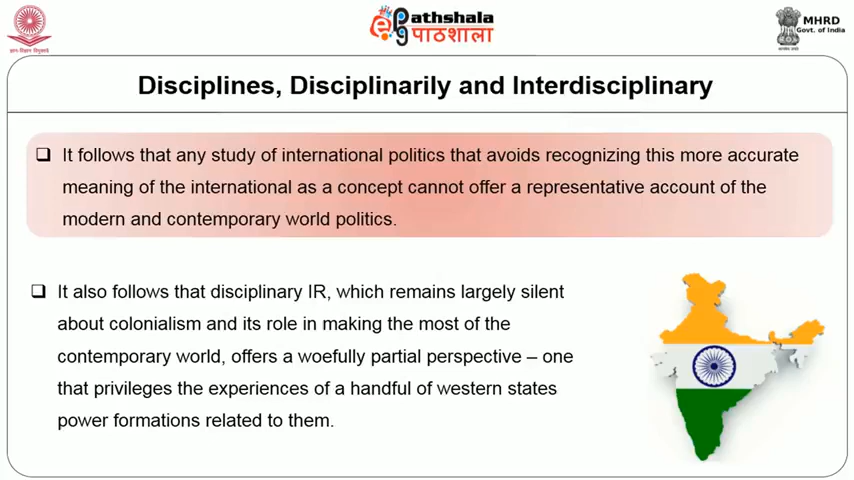 ePathshala
पाठशाला
MHRD
Govt. of India
Disciplines, Disciplinarily and Interdisciplinary
It follows that any study of international politics that avoids recognizing this more accurate
meaning of the international as a concept cannot offer a representative account of the
modern and contemporary world politics.
It also follows that disciplinary IR, which remains largely silent
about colonialism and its role in making the most of the
contemporary world, offers a woefully partial perspective – one
that privileges the experiences of a handful of western states
power formations related to them.